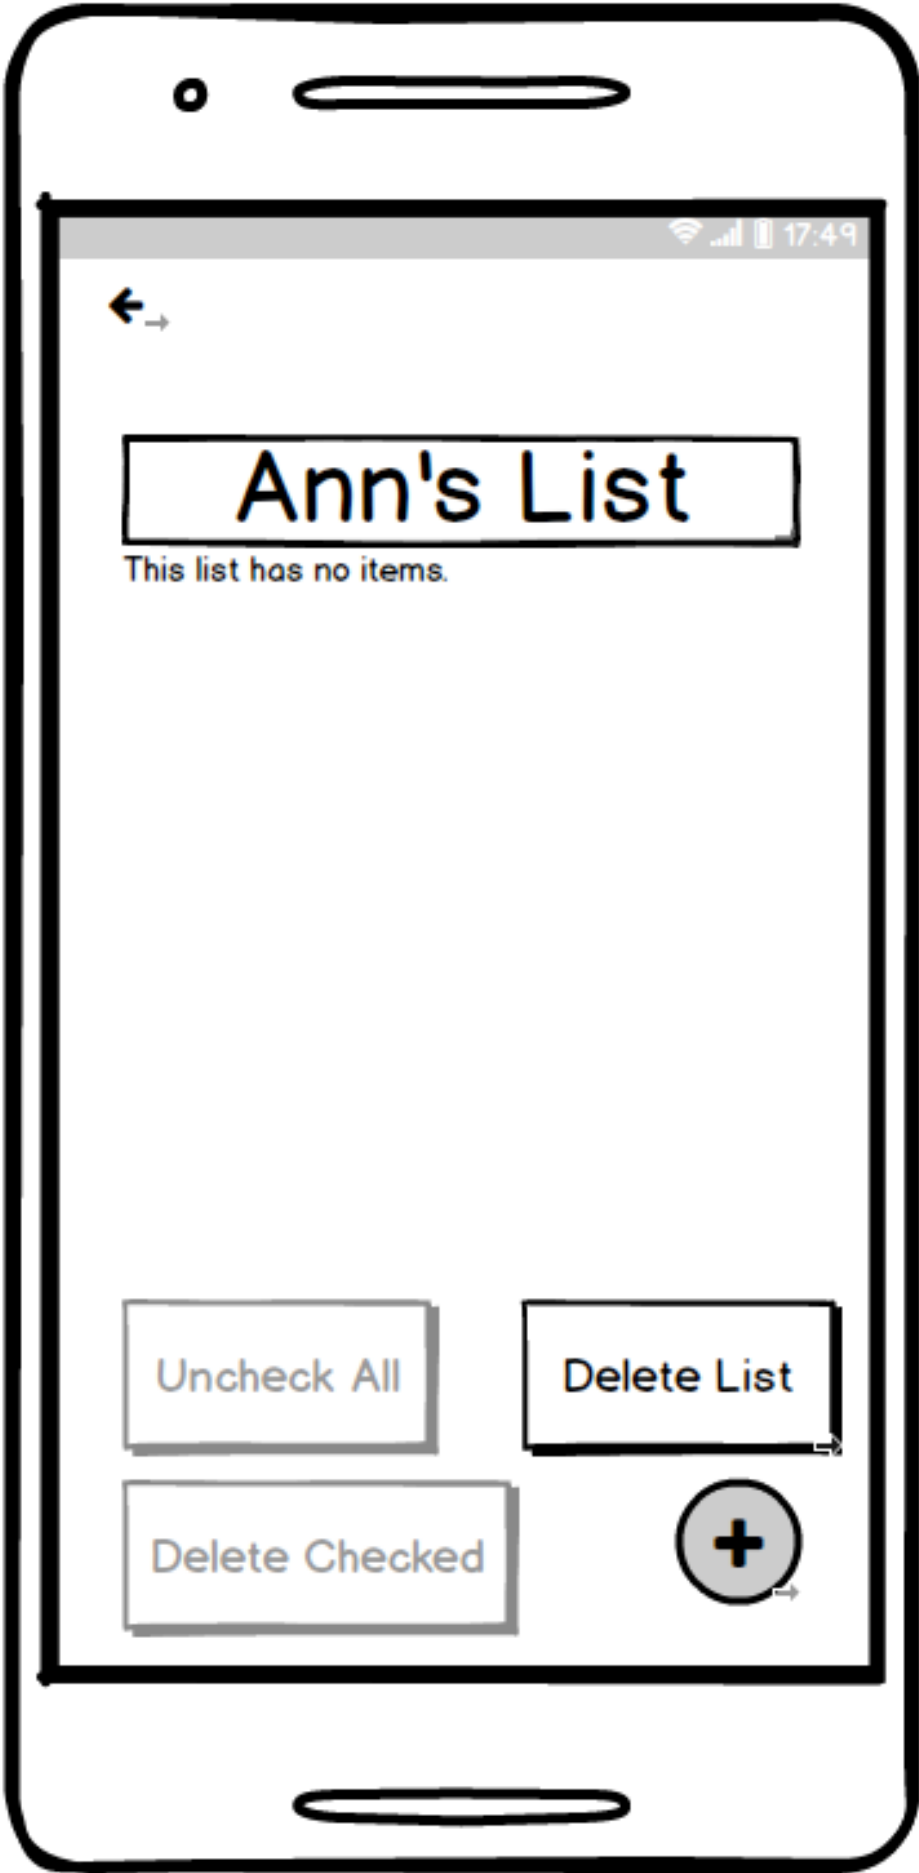 17:49
Ann's List
This list has no items.
Uncheck All
Delete List
Delete Checked